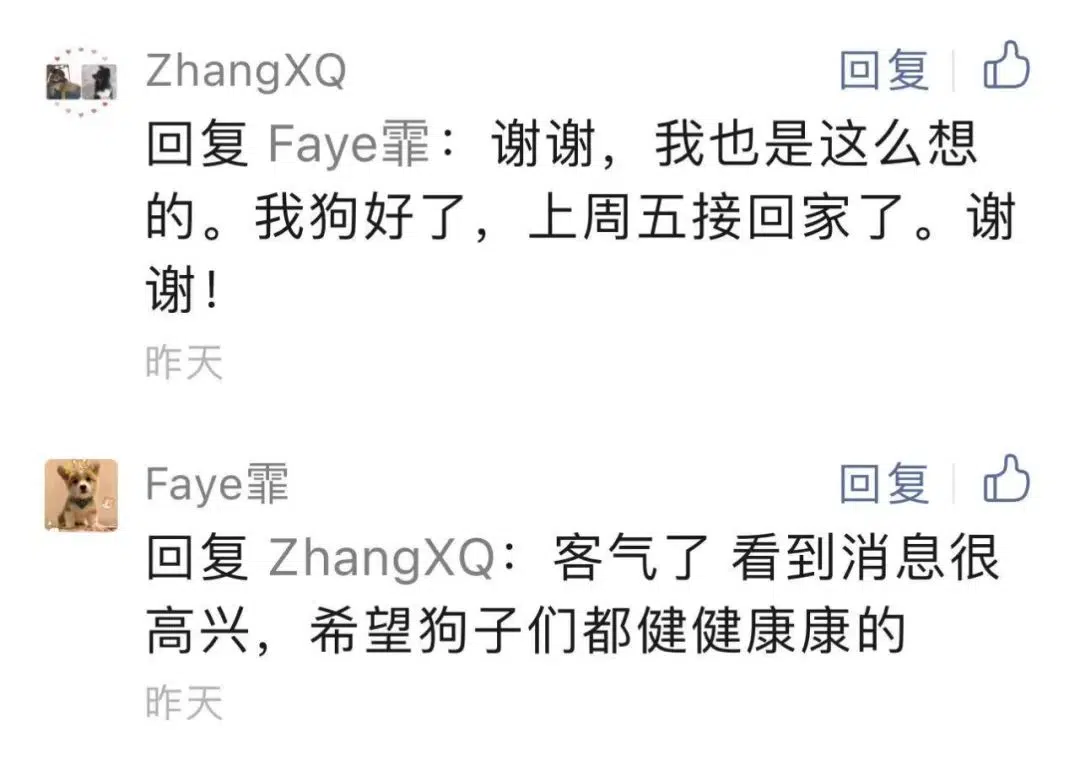 ZhangXQ 回复
回复 Faye霏：谢谢，我也是这么想
的。我狗好了，上周五接回家了。谢
谢！
昨天
Faye霏 回复
回复 ZhangXQ：客气了 看到消息很
高兴，希望狗子们都健健康康的
昨天